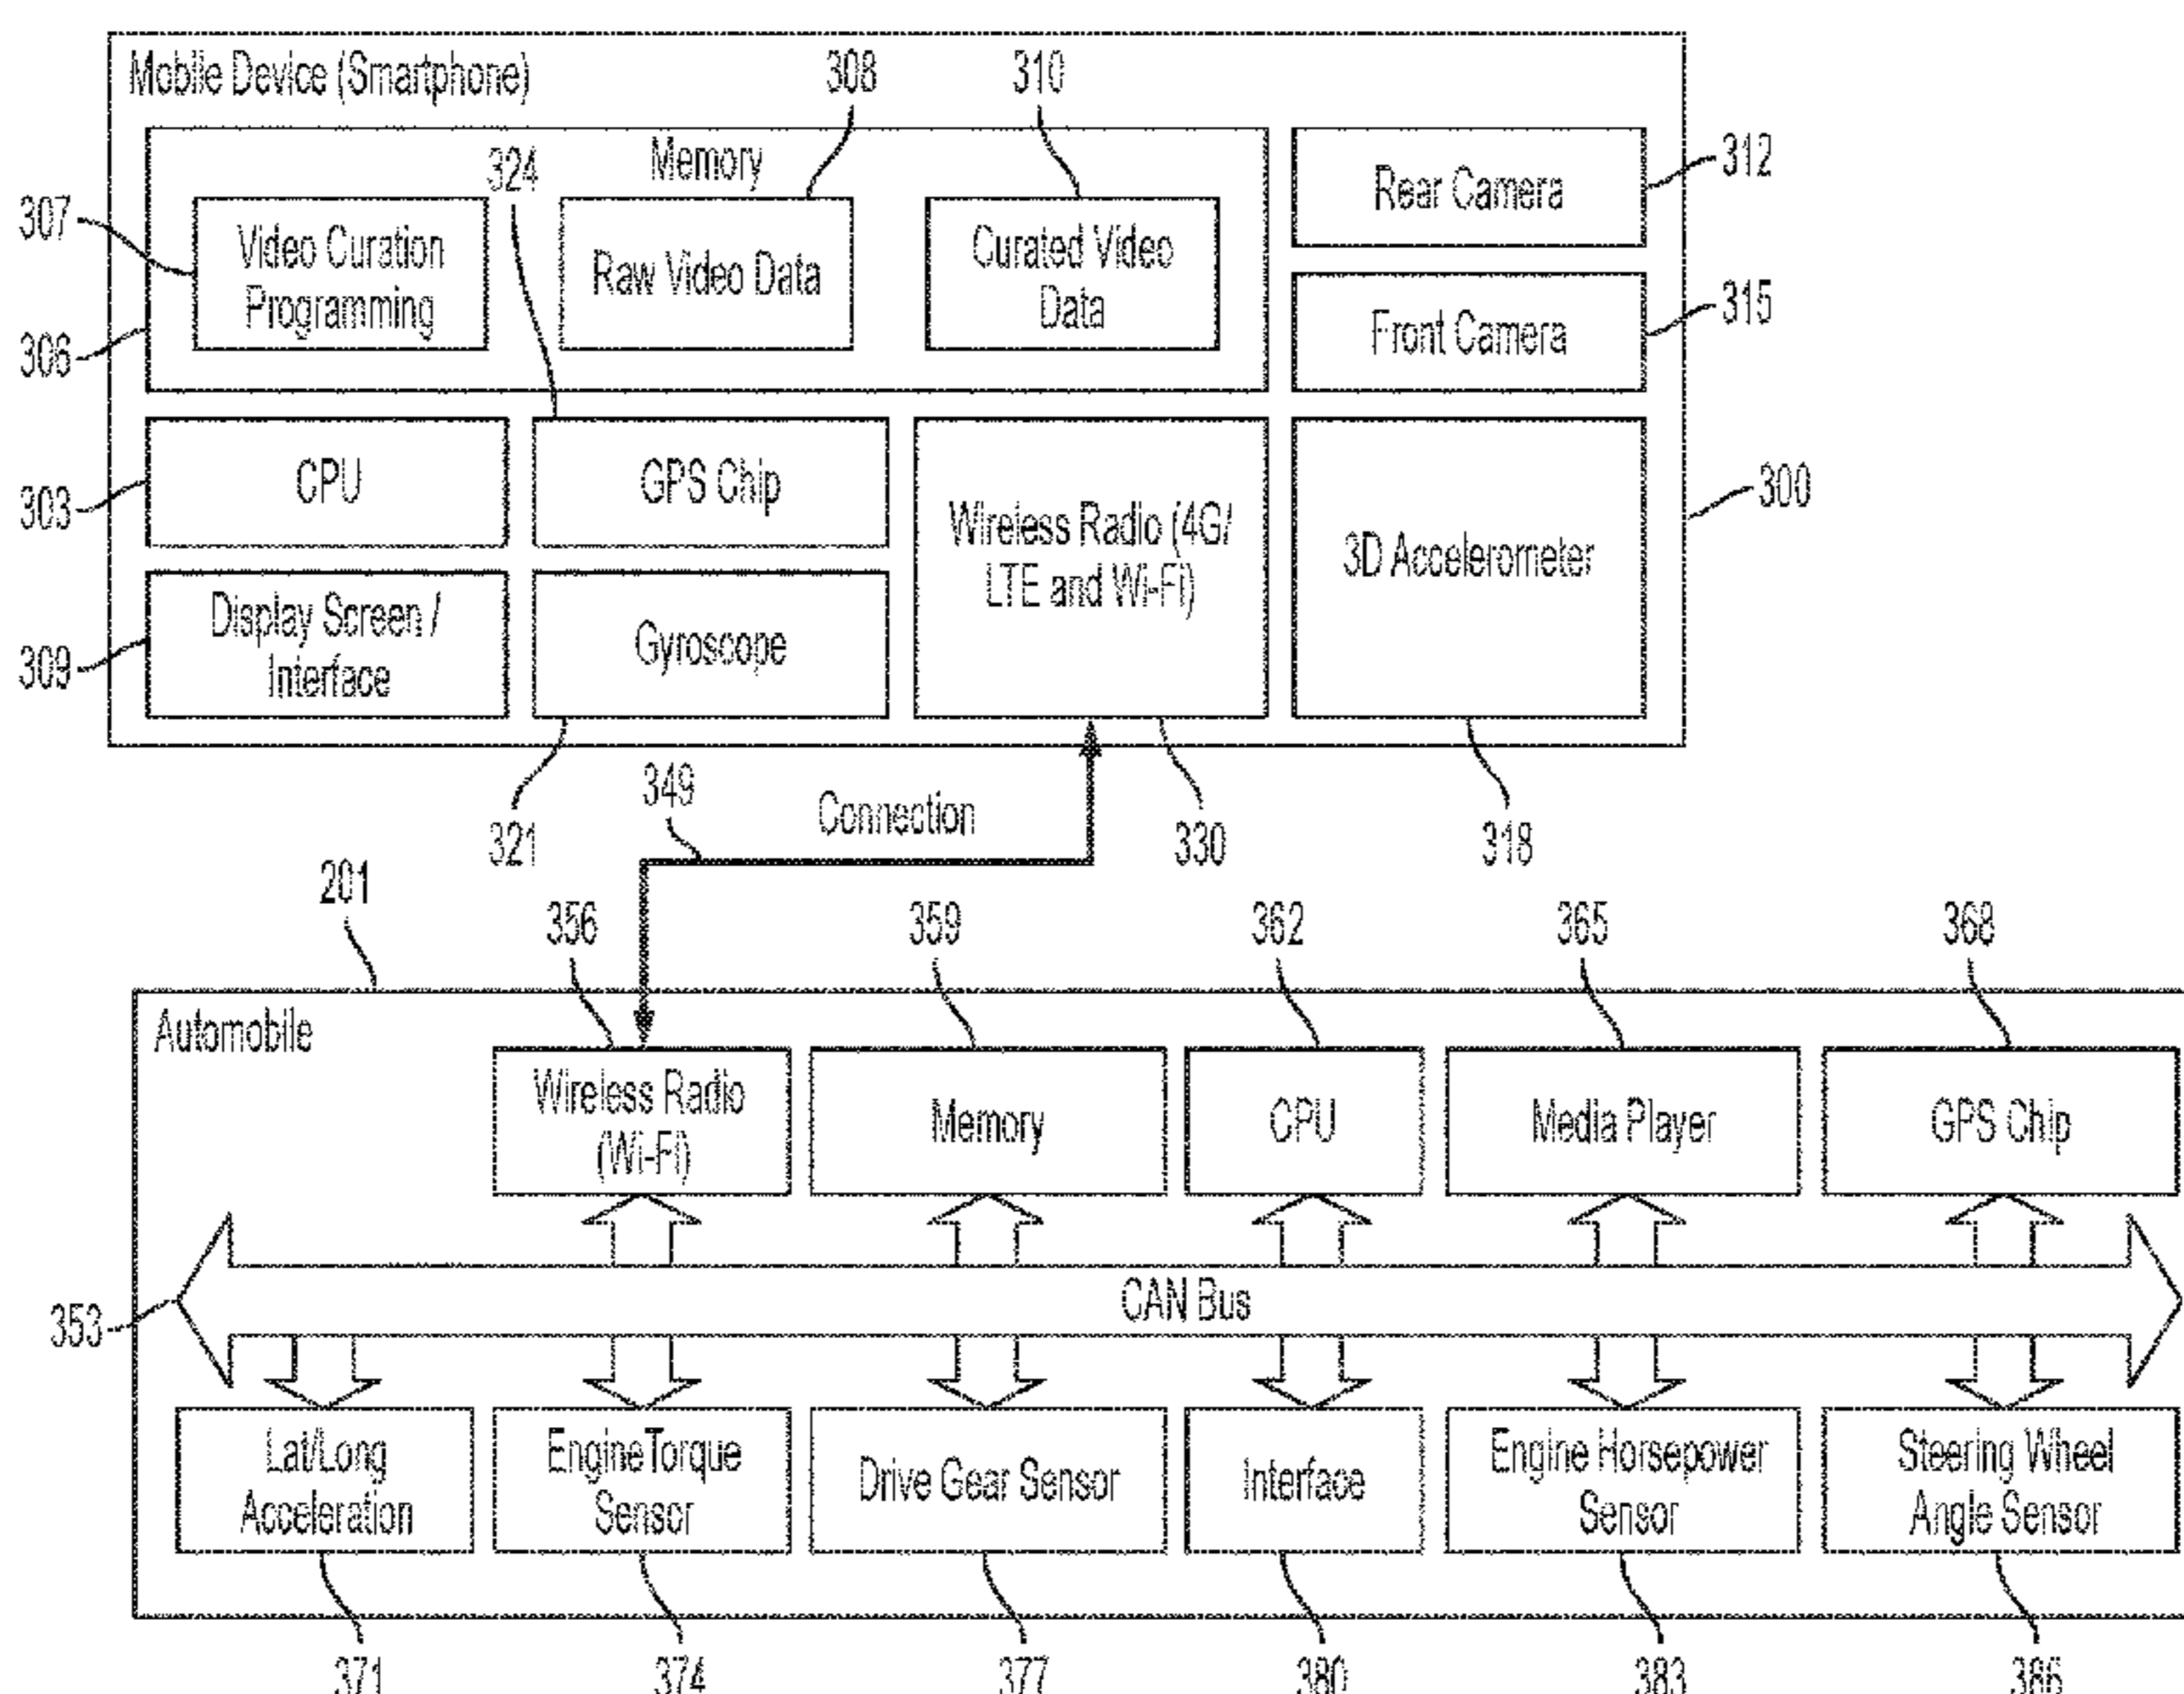 Mobile Device (Smartphone)
308
310
Memory
324
312
Rear Camera
307
Video Curation
Programming
Raw Video Data
Curated Video
Data
315
Front Camera
306
CPU
GPS Chip
303
300
Wireless Radio (4G/
LTE and Wi-Fi)
3D Accelerometer
Display Screen /
Interface
309
Gyroscope
349
Connection
321
330
318
201
356
359
362
365
368
Automobile
Wireless Radio
(Wi-Fi)
Memory
CPU
Media Player
GPS Chip
CAN Bus
353
Lat/Long
Acceleration
EngineTorque
Sensor
Drive Gear Sensor
Interface
Engine Horsepower
Sensor
Steering Wheel
Angle Sensor
371
374
377
380
383
386